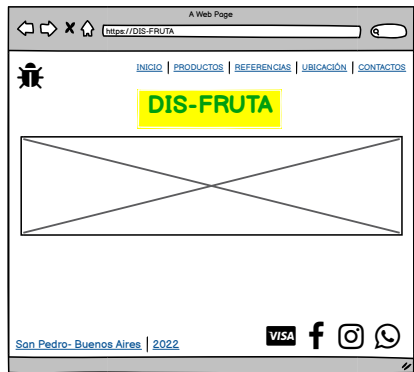 A Web Page
https://DIS-FRUTA
INICIO | PRODUCTOS | REFERENCIAS | UBICACIÓN | CONTACTOS
DIS-FRUTA
VISA
San Pedro- Buenos Aires | 2022